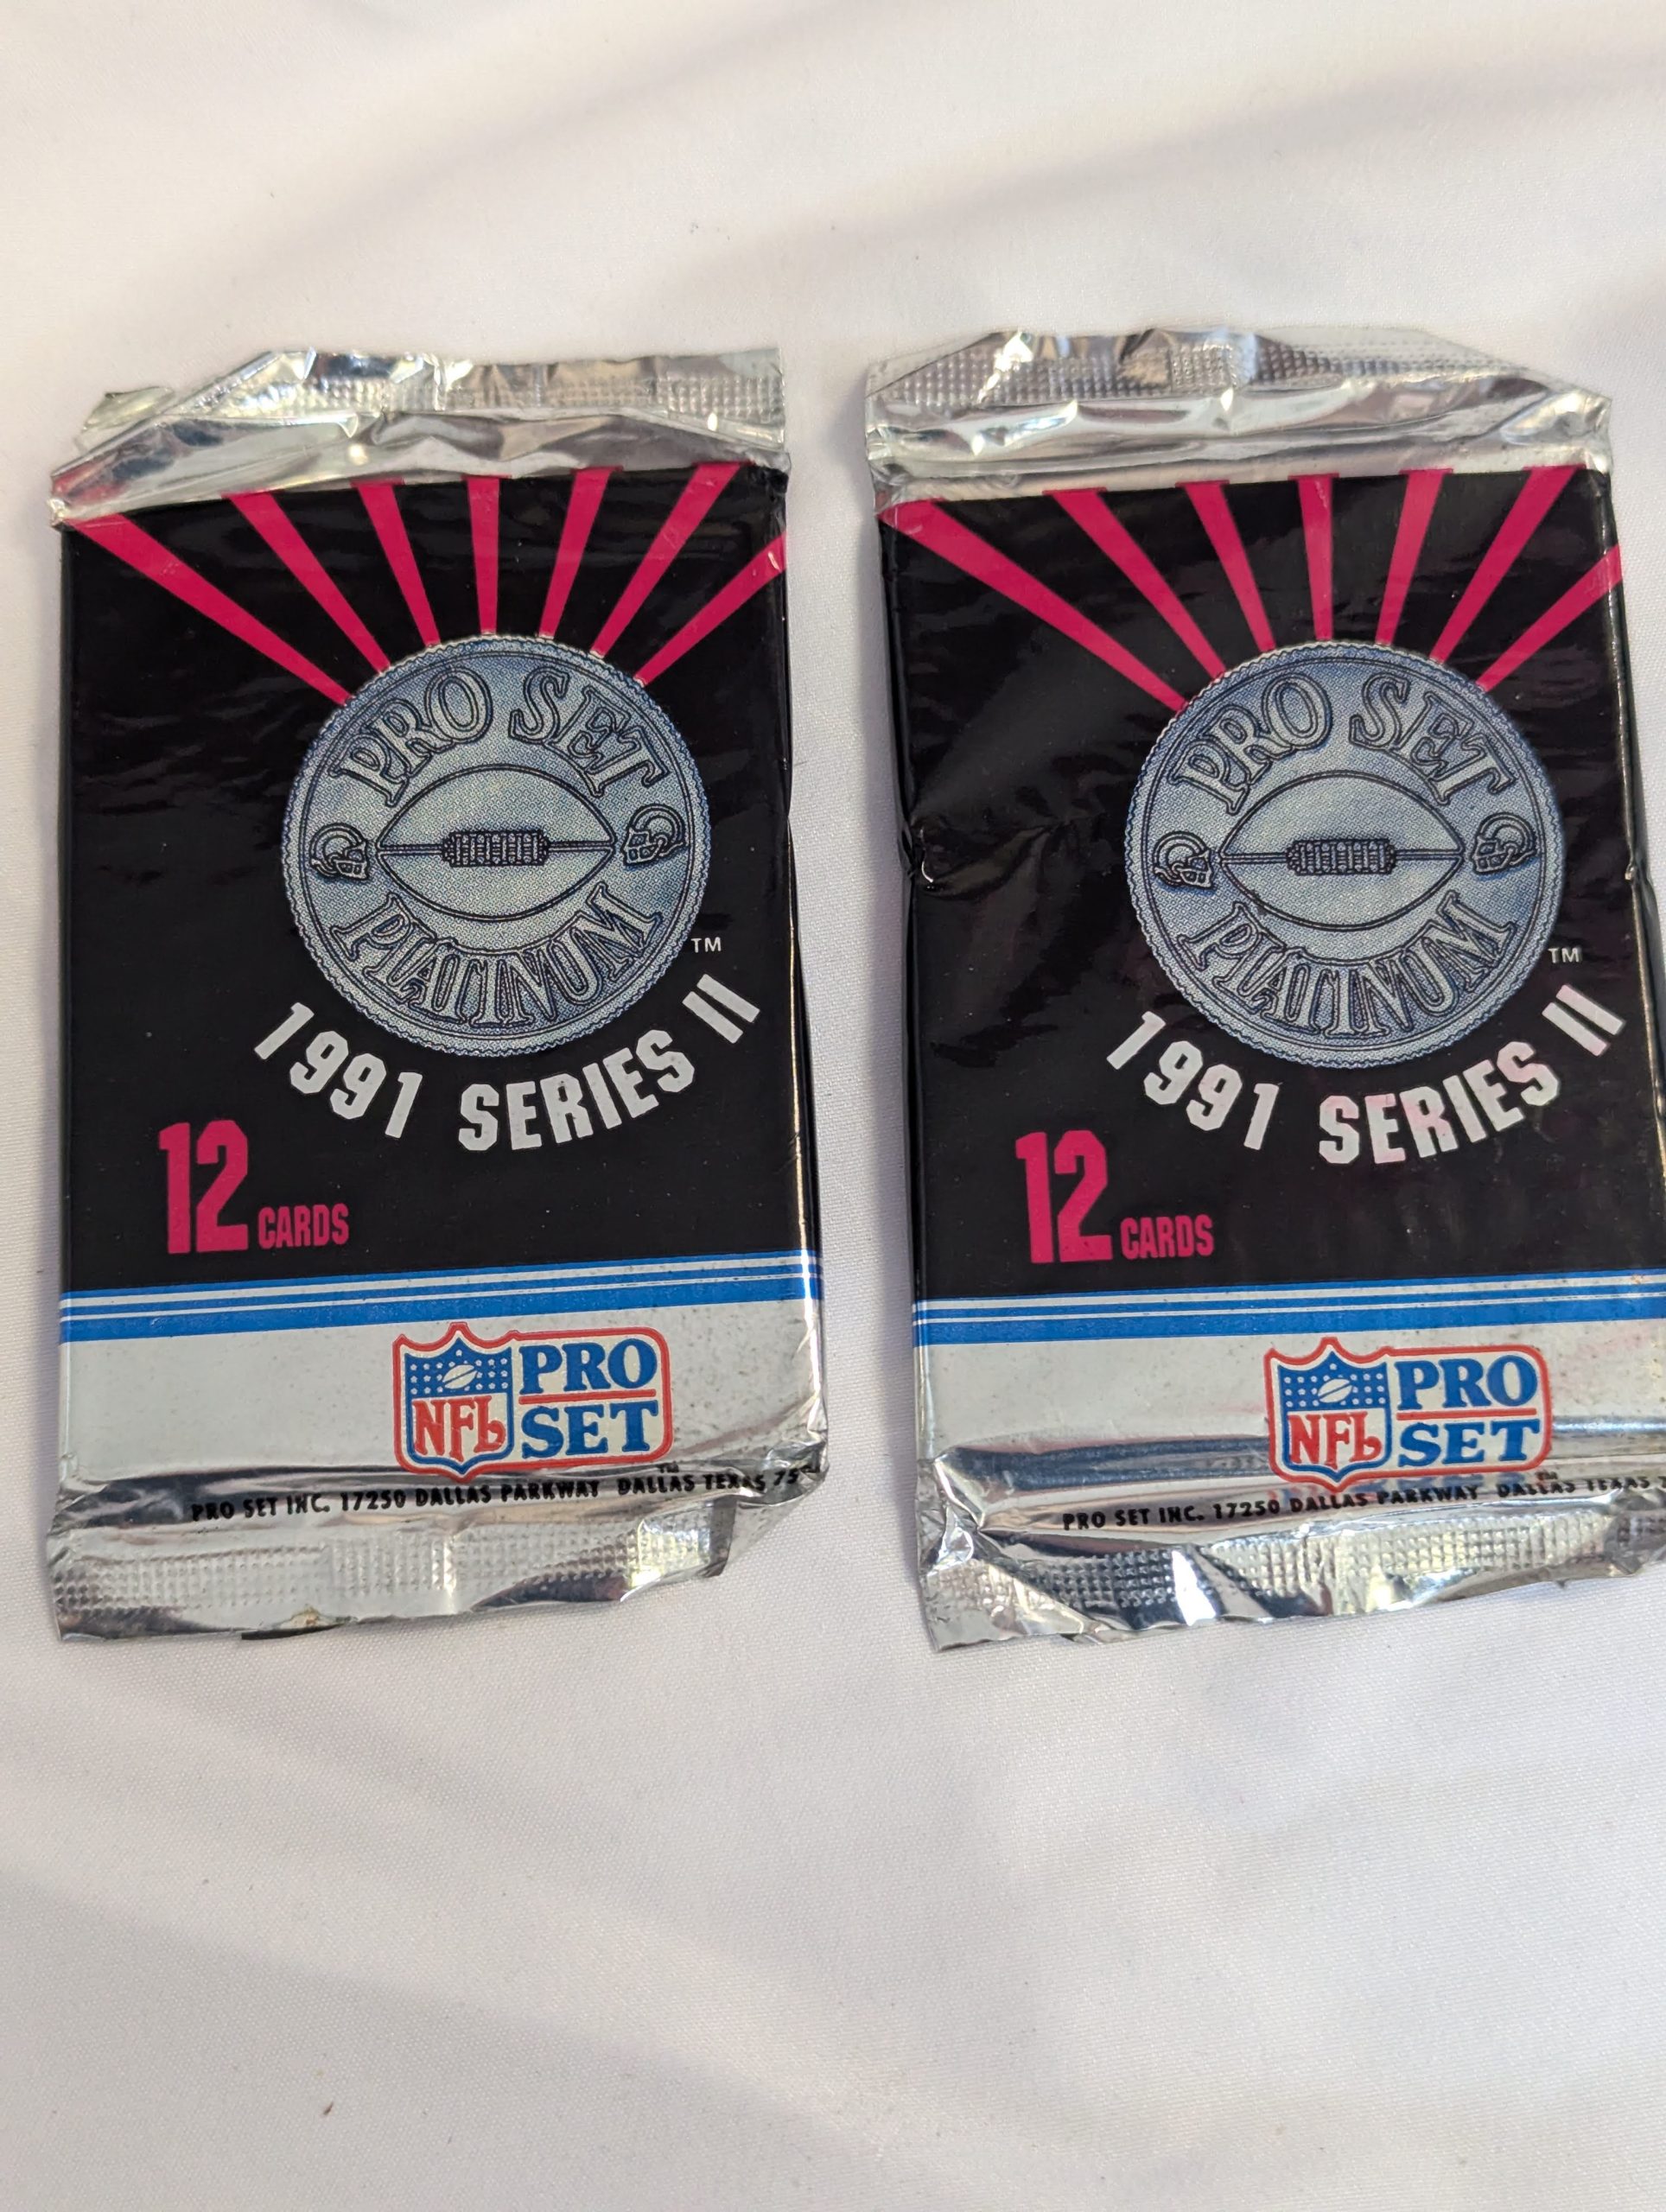 PRO SET
PLATINUM
TM
1991 SERIES II
12 CARDS
NFL
PRO
SET
TM
PRO SET INC. 17250 DALLAS PARKWAY DALLAS TEXAS
PRO SET
PLATINUM
TM
1991 SERIES II
12 CARDS
NFL
PRO
SET
TM
PRO SET INC. 17250 DALLAS PARKWAY DALLAS TEXAS